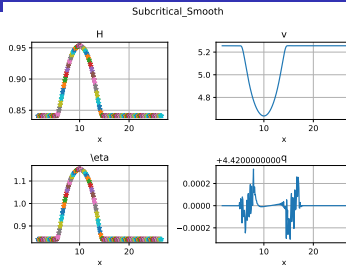 Subcritical_Smooth
H
v
0.95
0.90
0.85
5.2
5.0
4.8
10
20
10
20
x
x
\eta
+4.4200000000q
1.1
1.0
0.9
0.0002
0.0000
−0.0002
10
20
10
20
x
x